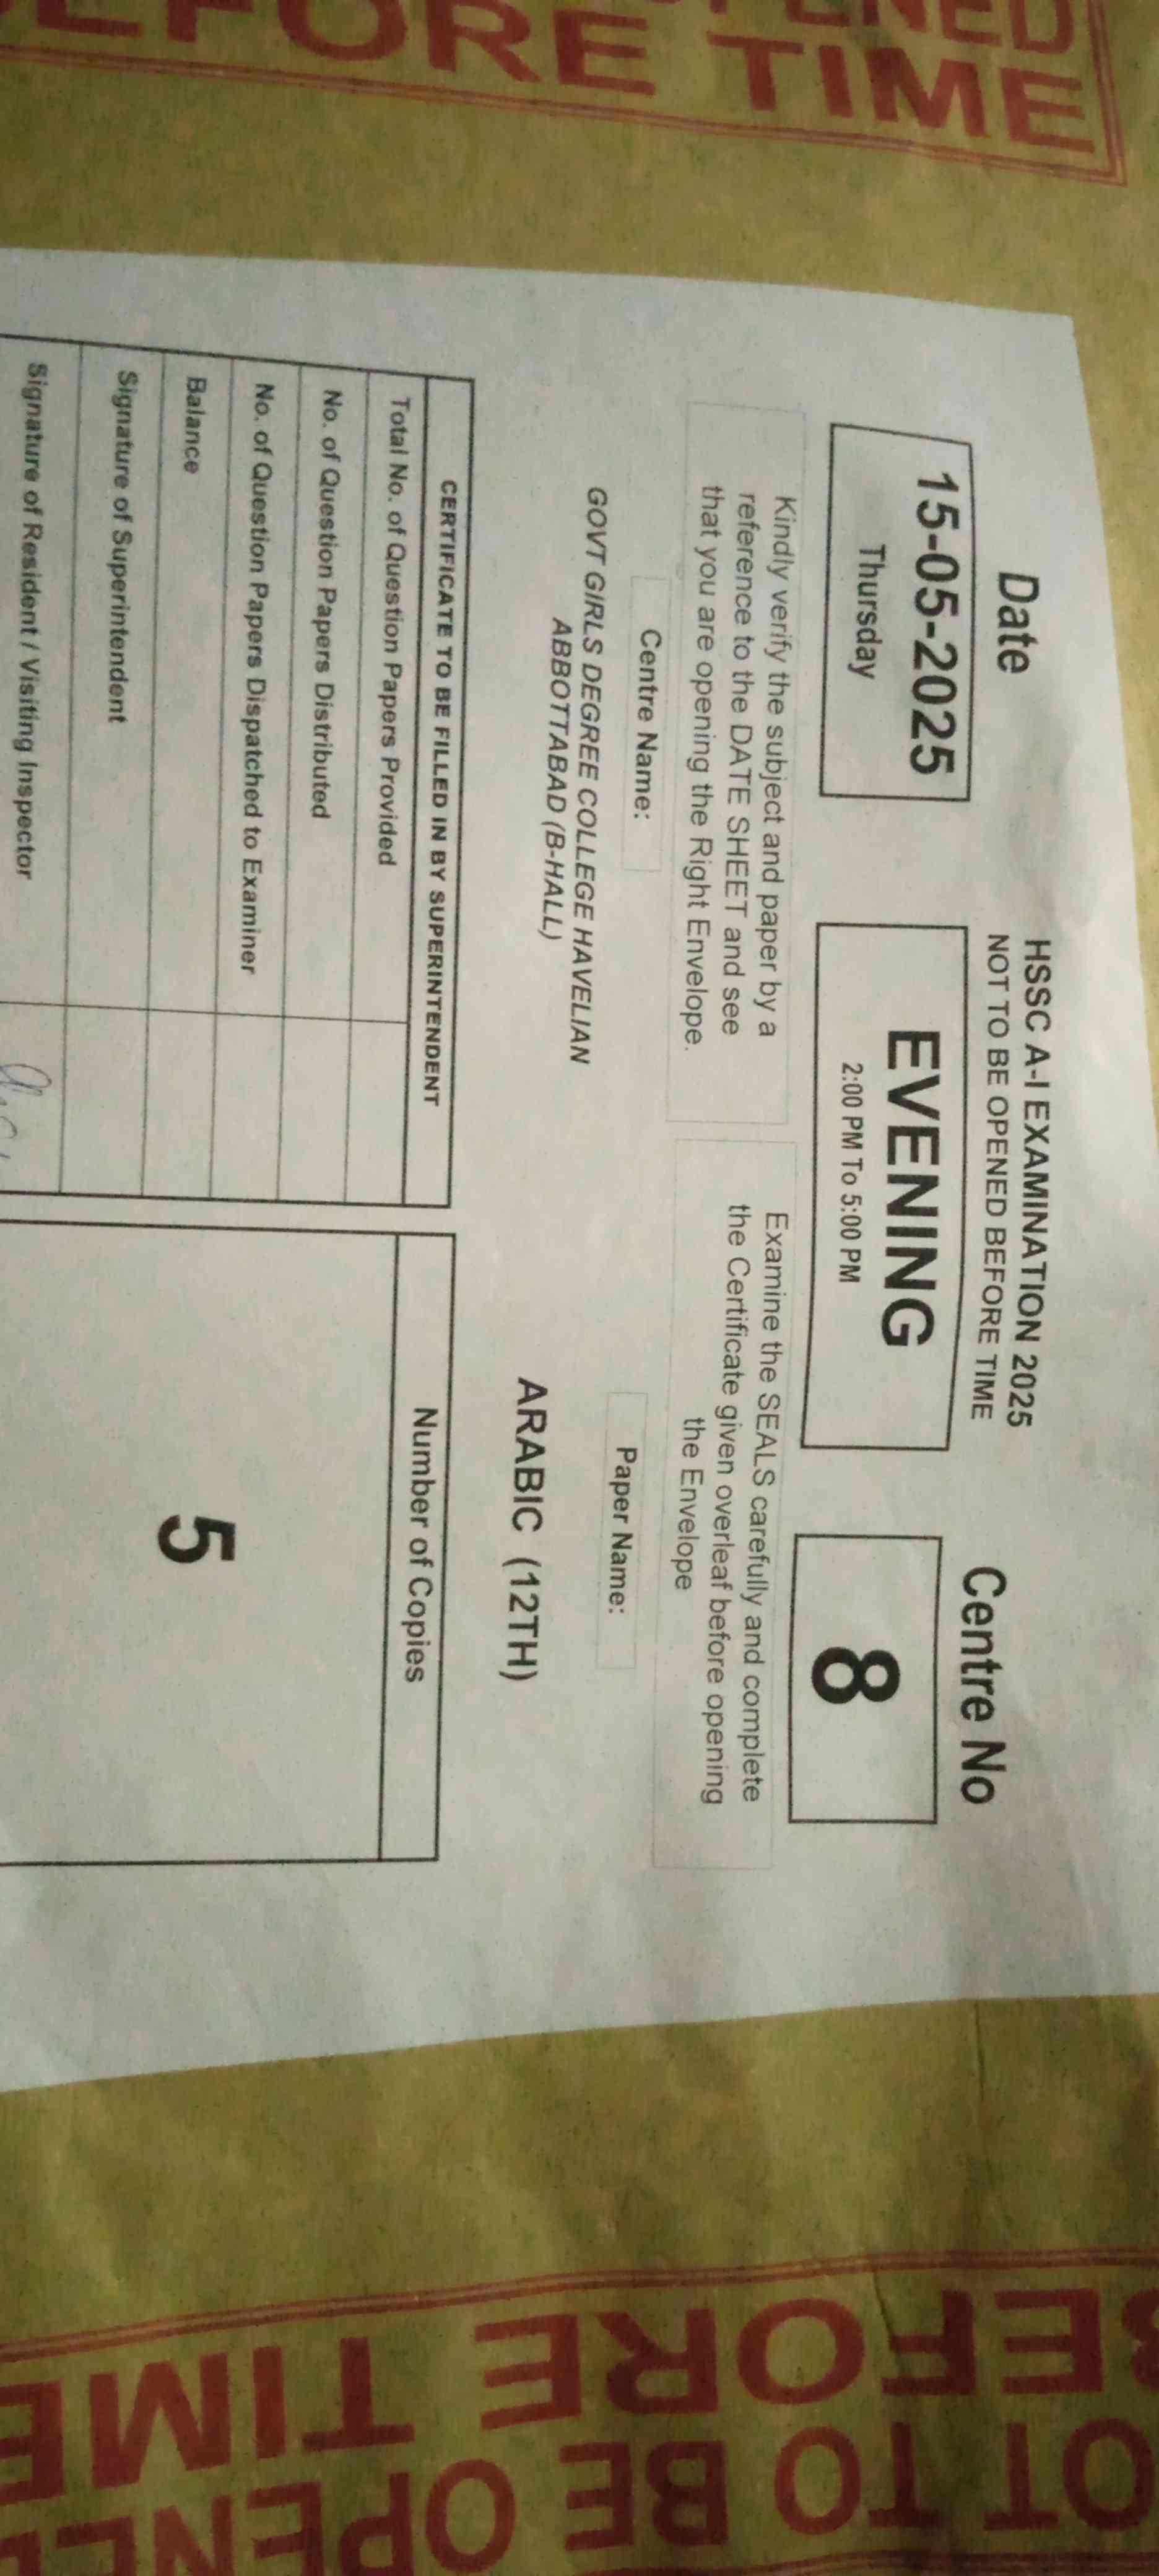 OPENED
BEFORE TIME
HSSC A-I EXAMINATION 2025
NOT TO BE OPENED BEFORE TIME
Date
15-05-2025
Thursday
EVENING
2:00 PM To 5:00 PM
Centre No
8
Kindly verify the subject and paper by a
reference to the DATE SHEET and see
that you are opening the Right Envelope.
Examine the SEALS carefully and complete
the Certificate given overleaf before opening
the Envelope
Centre Name:
GOVT GIRLS DEGREE COLLEGE HAVELIAN
ABBOTTABAD (B-HALL)
Paper Name:
ARABIC (12TH)
CERTIFICATE TO BE FILLED IN BY SUPERINTENDENT
Total No. of Question Papers Provided
No. of Question Papers Distributed
No. of Question Papers Dispatched to Examiner
Balance
Signature of Superintendent
Signature of Resident / Visiting Inspector
Number of Copies
5
NOT TO BE OPENED
BEFORE TIME